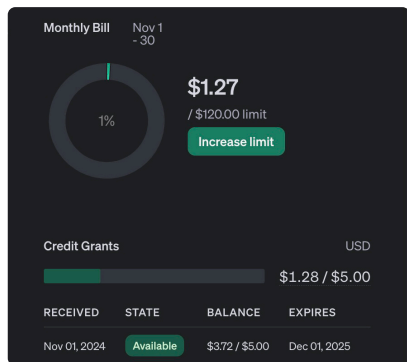 Monthly Bill Nov 1
- 30
1%
$1.27
/ $120.00 limit
Increase limit
Credit Grants USD
$1.28 / $5.00
RECEIVED STATE BALANCE EXPIRES
Nov 01, 2024 Available $3.72 / $5.00 Dec 01, 2025